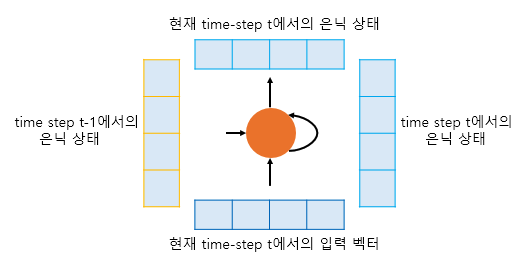 현재 time-step t에서의 은닉 상태
time step t-1에서의
은닉 상태
time step t에서의
은닉 상태
현재 time-step t에서의 입력 벡터